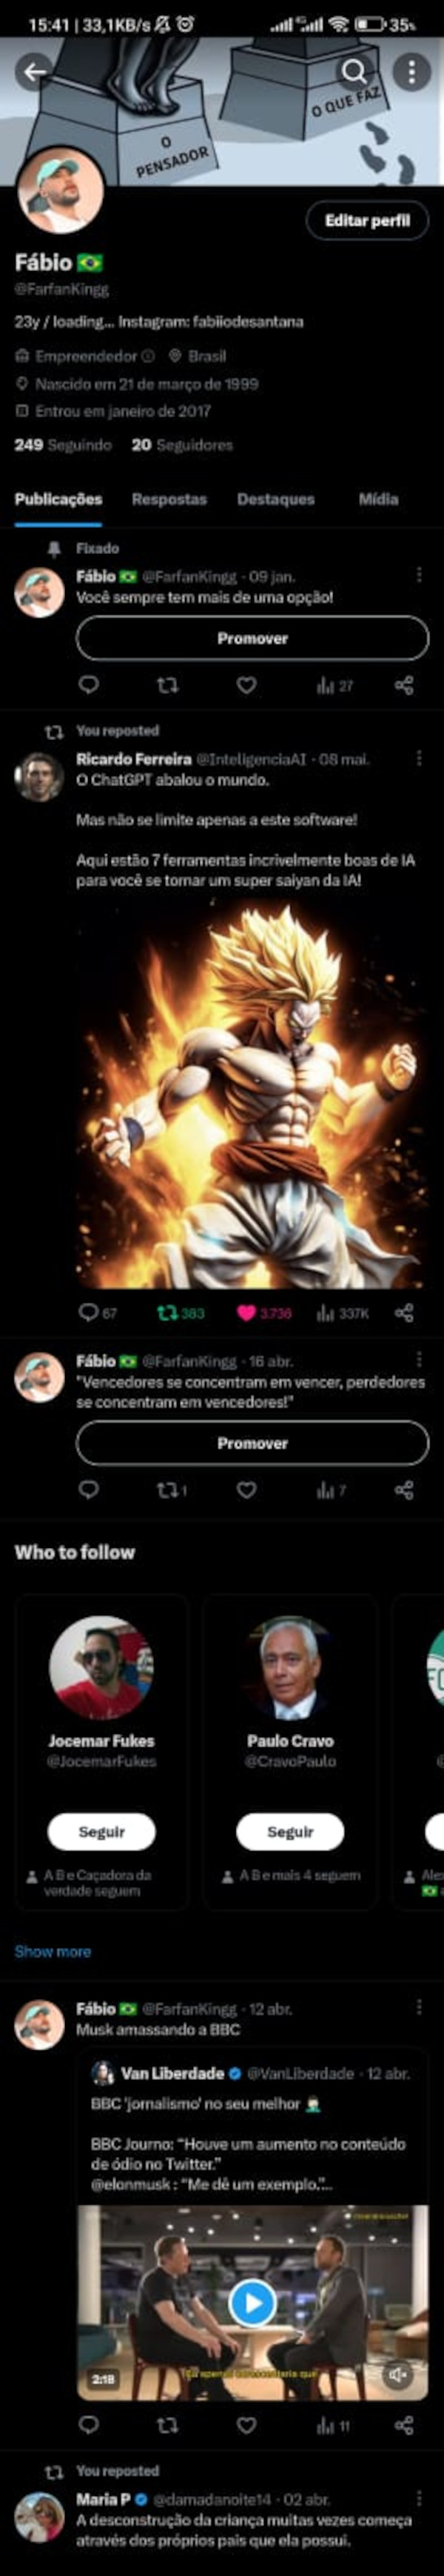 15:41 | 33,1KB/s
4G
35%
O
PENSADOR
O QUE FAZ
Editar perfil
Fábio
@FarfanKingg
23y / loading... Instagram: fabiiodesantana
Empreendedor Brasil
Nascido em 21 de março de 1999
Entrou em janeiro de 2017
249 Seguindo 20 Seguidores
Publicações Respostas Destaques Mídia
Fixado
Fábio @FarfanKingg · 09 jan.
Você sempre tem mais de uma opção!
Promover
27
You reposted
Ricardo Ferreira @InteligenciaAI · 08 mai.
O ChatGPT abalou o mundo.
Mas não se limite apenas a este software!
Aqui estão 7 ferramentas incrivelmente boas de IA
para você se tornar um super saiyan da IA!
67 383 3.736 337K
Fábio @FarfanKingg · 16 abr.
"Vencedores se concentram em vencer, perdedores
se concentram em vencedores!"
Promover
1 7
Who to follow
Jocemar Fukes
@JocemarFukes
Seguir
A B e Caçadora da
verdade seguem
Paulo Cravo
@CravoPaulo
Seguir
A B e mais 4 seguem
FC
Ale
Show more
Fábio @FarfanKingg · 12 abr.
Musk amassando a BBC
Van Liberdade @VanLiberdade · 12 abr.
BBC 'jornalismo' no seu melhor
BBC Journo: “Houve um aumento no conteúdo
de ódio no Twitter.”
@elonmusk : “Me dê um exemplo.”...
2:18
11
You reposted
Maria P @damadanoite14 · 02 abr.
A desconstrução da criança muitas vezes começa
através dos próprios pais que ela possui.